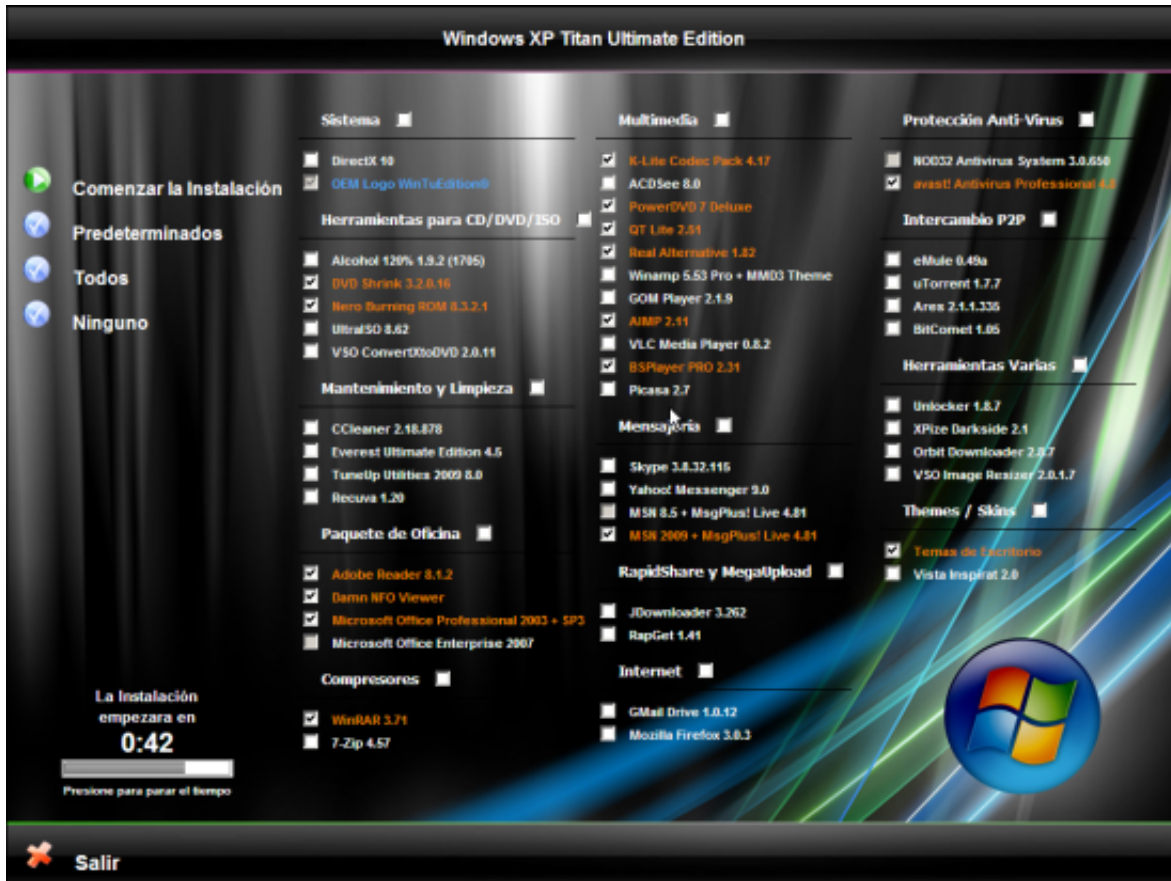 Windows XP Titan Ultimate Edition
Comenzar la Instalación
Predeterminados
Todos
Ninguno
Sistema
DirectX 10
OEM Logo WinTuEdition®
Herramientas para CD/DVD/ISO
Alcohol 120% 1.9.2 (1705)
DVD Shrink 3.2.0.16
Nero Burning ROM 8.3.2.1
UltraISO 8.62
VSO ConvertXtoDVD 2.0.11
Mantenimiento y Limpieza
CCleaner 2.18.878
Everest Ultimate Edition 4.5
TuneUp Utilities 2009 8.0
Recuva 1.20
Paquete de Oficina
Adobe Reader 8.1.2
Damn NFO Viewer
Microsoft Office Professional 2003 + SP3
Microsoft Office Enterprise 2007
Compresores
WinRAR 3.71
7-Zip 4.57
Multimedia
K-Lite Codec Pack 4.17
ACDSee 8.0
PowerDVD 7 Deluxe
QT Lite 2.51
Real Alternative 1.82
Winamp 5.53 Pro + MMD3 Theme
GOM Player 2.1.9
AIMP 2.11
VLC Media Player 0.8.2
BSPlayer PRO 2.31
Picasa 2.7
Mensajería
Skype 3.8.32.115
Yahoo! Messenger 9.0
MSN 8.5 + MsgPlus! Live 4.81
MSN 2009 + MsgPlus! Live 4.81
RapidShare y MegaUpload
JDownloader 3.262
RapGet 1.41
Internet
GMail Drive 1.0.12
Mozilla Firefox 3.0.3
Protección Anti-Virus
NOD32 Antivirus System 3.0.650
avast! Antivirus Professional 4.8
Intercambio P2P
eMule 0.49a
uTorrent 1.7.7
Ares 2.1.1.335
BitComet 1.05
Herramientas Varias
Unlocker 1.8.7
XPize Darkside 2.1
Orbit Downloader 2.8.7
VSO Image Resizer 2.0.1.7
Themes / Skins
Temas de Escritorio
Vista Inspirat 2.0
La Instalación
empezara en
0:42
Presione para parar el tiempo
Salir